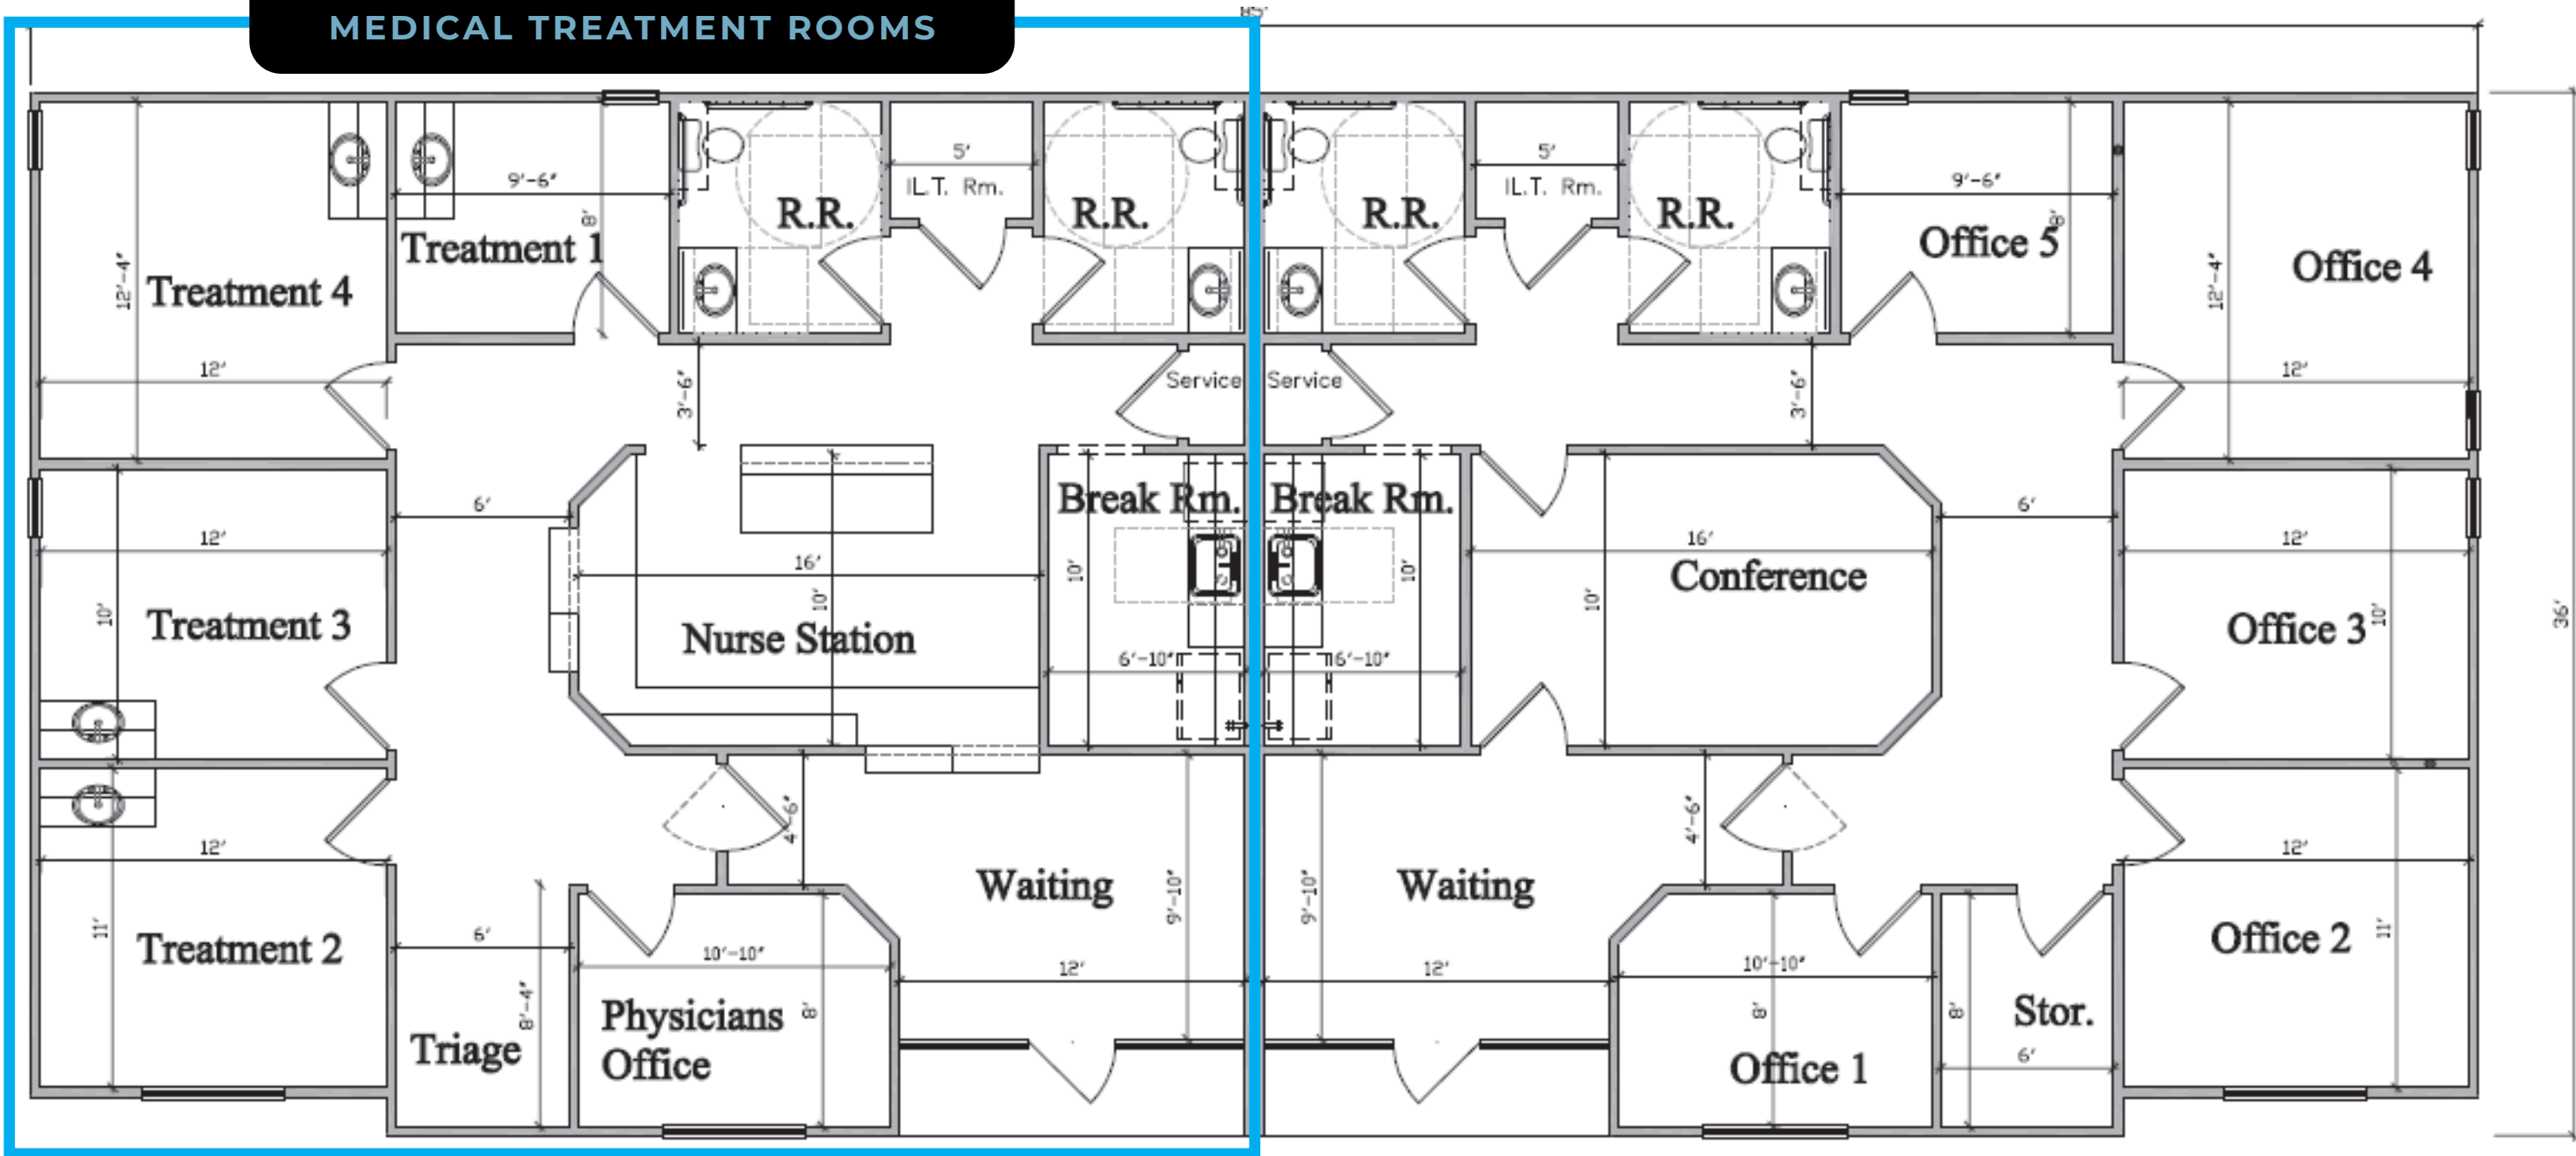 MEDICAL TREATMENT ROOMS
85'
36'
Treatment 4
12'-4"
12'
Treatment 1
9'-6"
8'
R.R.
5'
I.T. Rm.
R.R.
R.R.
5'
I.T. Rm.
R.R.
9'-6"
8'
Office 5
Office 4
12'-4"
12'
3'-6"
Service
Service
3'-6"
Treatment 3
12'
10'
6'
16'
10'
Nurse Station
Break Rm.
10'
6'-10"
Break Rm.
10'
6'-10"
16'
10'
Conference
6'
12'
Office 3
10'
Treatment 2
12'
11'
6'
8'-4"
Triage
10'-10"
8'
Physicians
Office
4'-6"
Waiting
9'-10"
12'
Waiting
9'-10"
12'
4'-6"
10'-10"
8'
Office 1
8'
Stor.
6'
12'
Office 2
11'